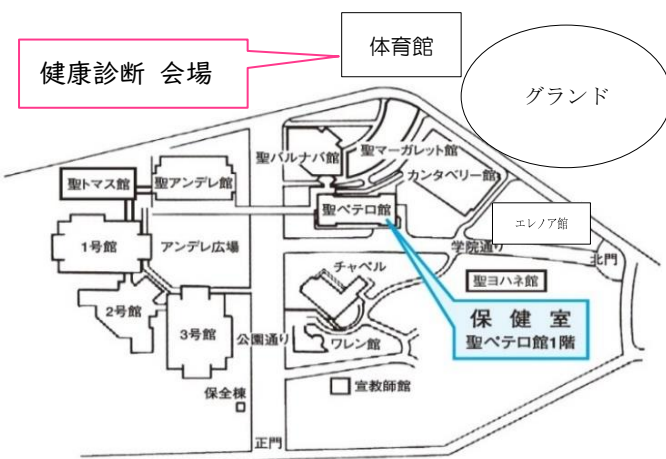 体育館
健康診断 会場
グランド
聖バルナバ館
聖マーガレット館
カンタベリー館
聖トマス館
聖アンデレ館
聖ペテロ館
エレノア館
1号館
アンデレ広場
学院通り
北門
チャペル
聖ヨハネ館
2号館
3号館
公園通り
ワレン館
保健室
聖ペテロ館1階
保全棟
宣教師館
正門